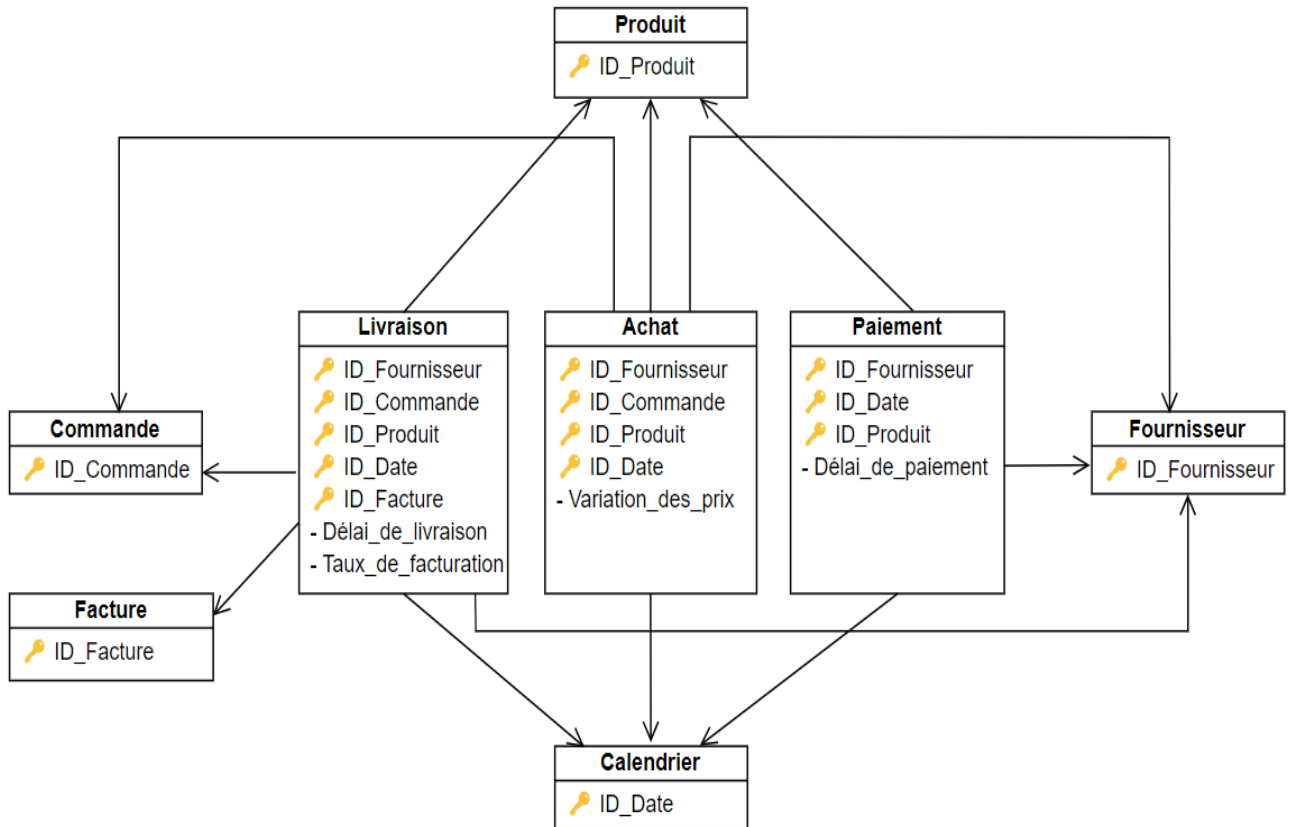 Produit
ID_Produit
Livraison
ID_Fournisseur
ID_Commande
ID_Produit
ID_Date
ID_Facture
- Délai_de_livraison
- Taux_de_facturation
Achat
ID_Fournisseur
ID_Commande
ID_Produit
ID_Date
- Variation_des_prix
Paiement
ID_Fournisseur
ID_Date
ID_Produit
- Délai_de_paiement
Commande
ID_Commande
Fournisseur
ID_Fournisseur
Facture
ID_Facture
Calendrier
ID_Date